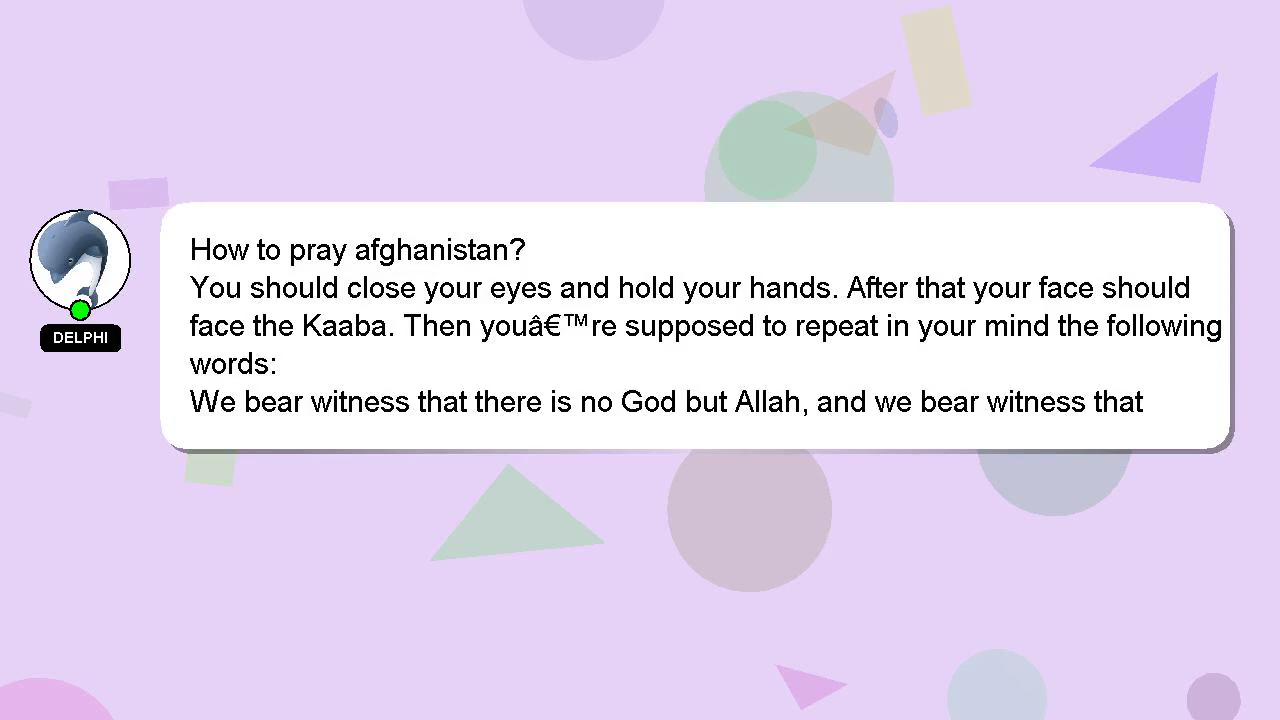 How to pray afghanistan?
You should close your eyes and hold your hands. After that your face should
face the Kaaba. Then youâ€™re supposed to repeat in your mind the following
words:
We bear witness that there is no God but Allah, and we bear witness that
DELPHI